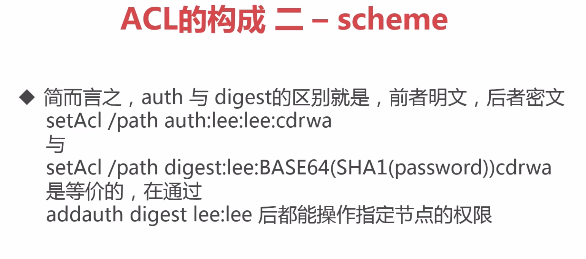 ACL的构成 二 – scheme
◆ 简而言之，auth 与 digest的区别就是，前者明文，后者密文
setAcl /path auth:lee:lee:cdrwa
与
setAcl /path digest:lee:BASE64(SHA1(password))cdrwa
是等价的，在通过
addauth digest lee:lee 后都能操作指定节点的权限